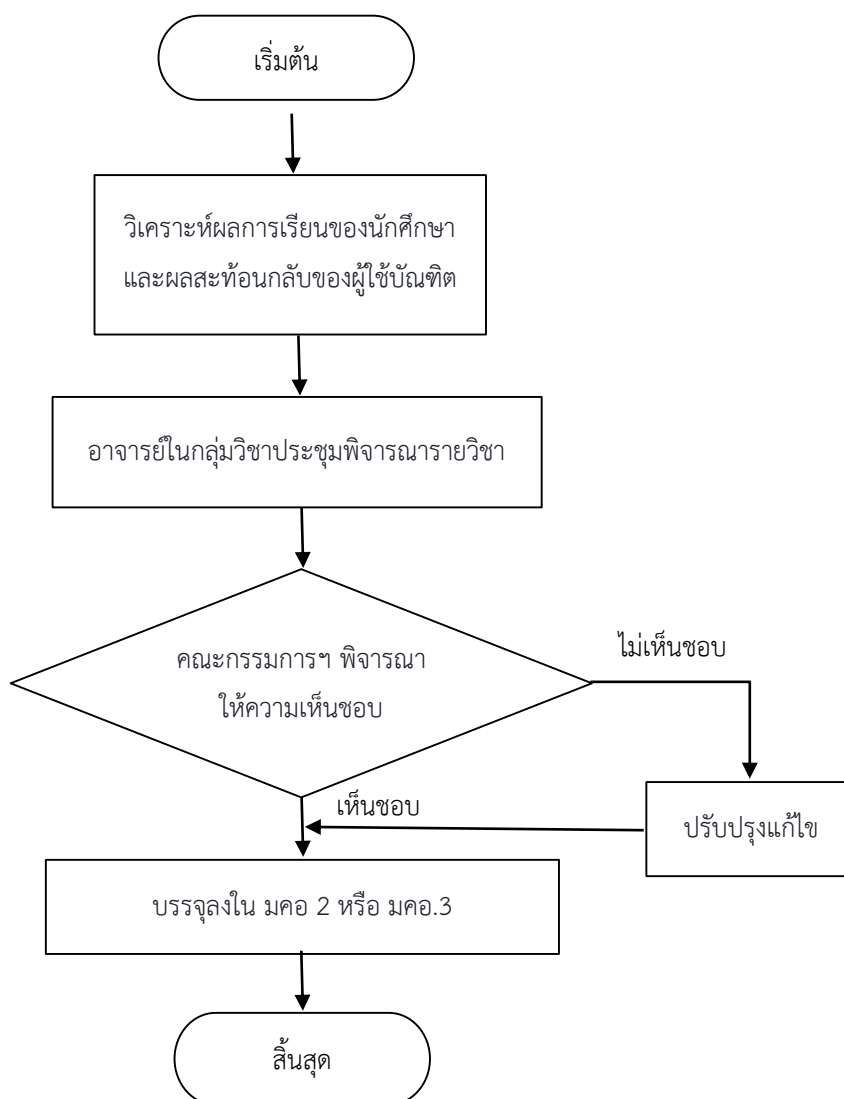 เริ่มต้น
วิเคราะห์ผลการเรียนของนักศึกษา
และผลสะท้อนกลับของผู้ใช้บัณฑิต
อาจารย์ในกลุ่มวิชาประชุมพิจารณารายวิชา
คณะกรรมการฯ พิจารณา
ให้ความเห็นชอบ
ไม่เห็นชอบ
เห็นชอบ
ปรับปรุงแก้ไข
บรรจุลงใน มคอ 2 หรือ มคอ.3
สิ้นสุด